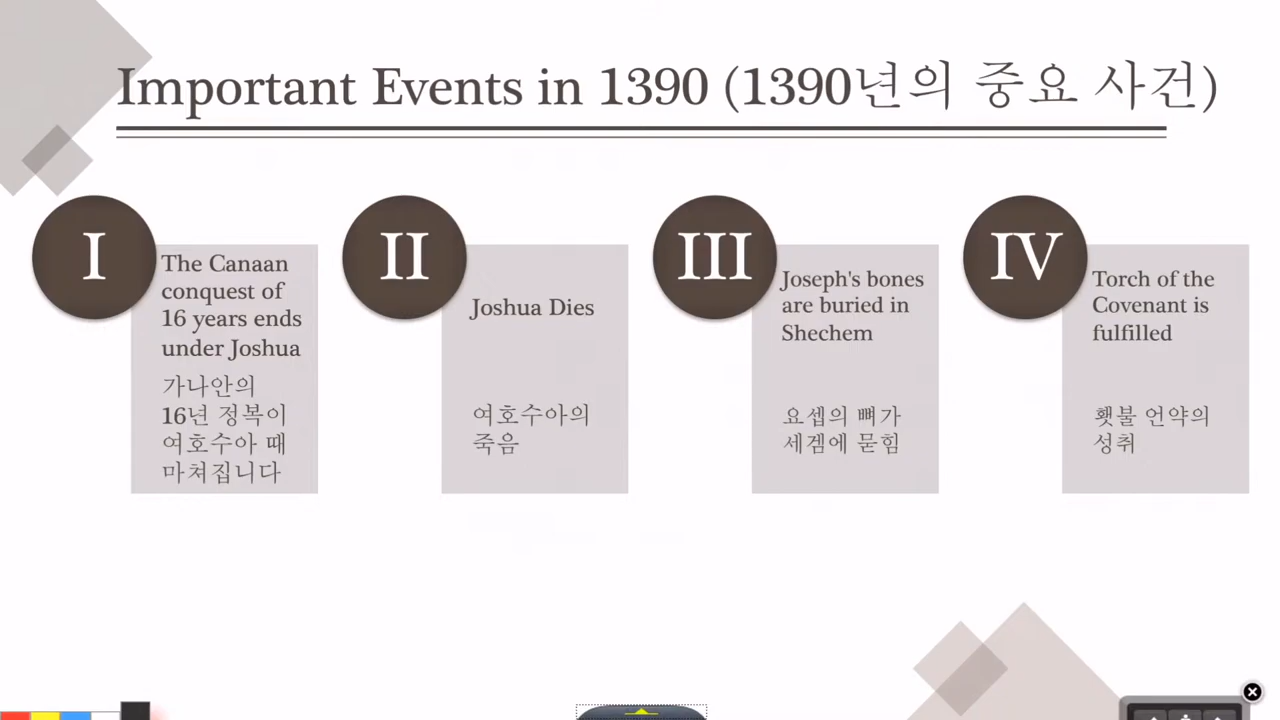 Important Events in 1390 (1390년의 중요 사건)
I
The Canaan
conquest of
16 years ends
under Joshua
가나안의
16년 정복이
여호수아 때
마쳐집니다
II
Joshua Dies
여호수아의
죽음
III
Joseph's bones
are buried in
Shechem
요셉의 뼈가
세겜에 묻힘
IV
Torch of the
Covenant is
fulfilled
횃불 언약의
성취